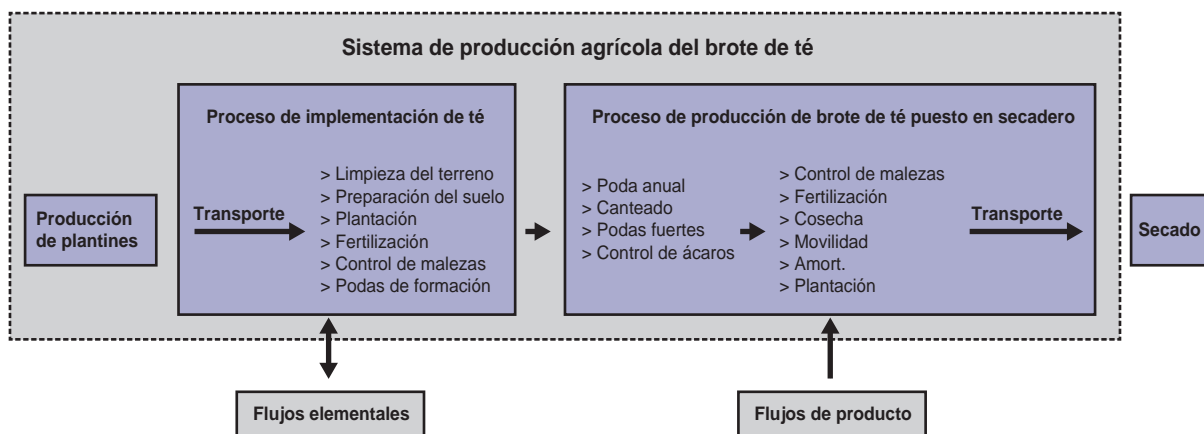 Sistema de producción agrícola del brote de té
Producción
de plantines
Proceso de implementación de té
Transporte
> Limpieza del terreno
> Preparación del suelo
> Plantación
> Fertilización
> Control de malezas
> Podas de formación
Proceso de producción de brote de té puesto en secadero
> Poda anual
> Canteado
> Podas fuertes
> Control de ácaros
> Control de malezas
> Fertilización
> Cosecha
> Movilidad
> Amort.
> Plantación
Transporte
Secado
Flujos elementales
Flujos de producto